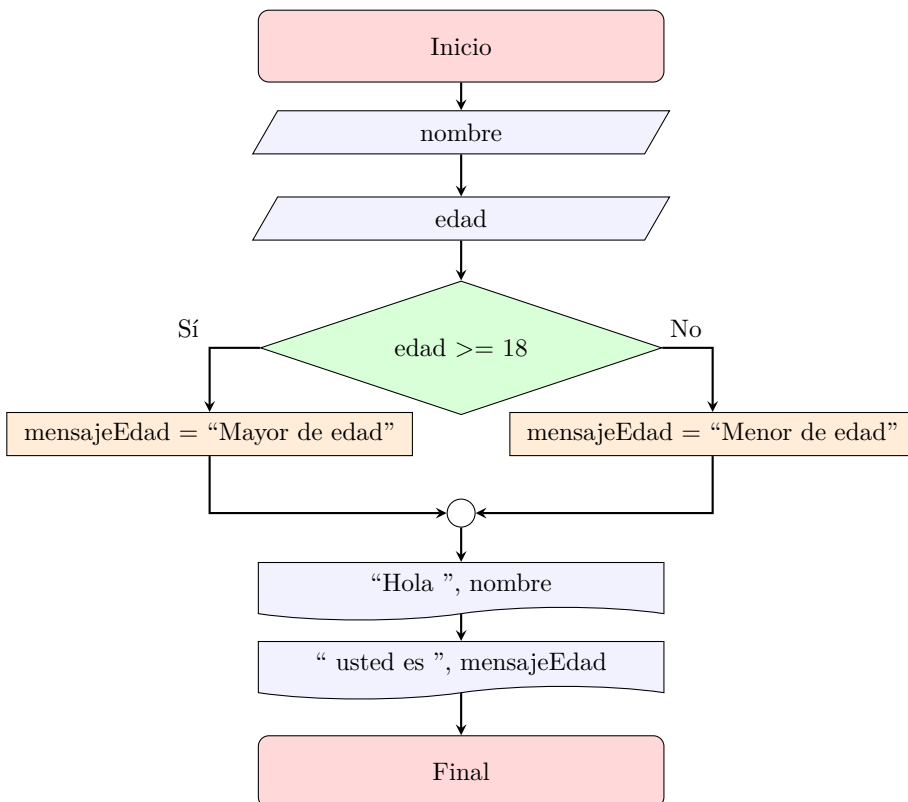 Inicio
nombre
edad
Sí
No
edad >= 18
mensajeEdad = “Mayor de edad”
mensajeEdad = “Menor de edad”
“Hola ”, nombre
“ usted es ”, mensajeEdad
Final